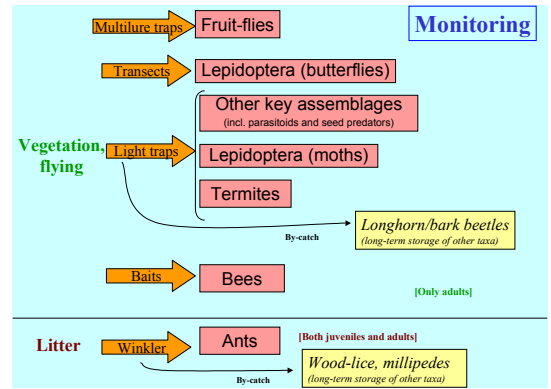 Monitoring
Multilure traps
Fruit-flies
Transects
Lepidoptera (butterflies)
Vegetation,
flying
Light traps
Other key assemblages
(incl. parasitoids and seed predators)
Lepidoptera (moths)
Termites
By-catch
Longhorn/bark beetles
(long-term storage of other taxa)
Baits
Bees
[Only adults]
Litter
Winkler
Ants
[Both juveniles and adults]
By-catch
Wood-lice, millipedes
(long-term storage of other taxa)